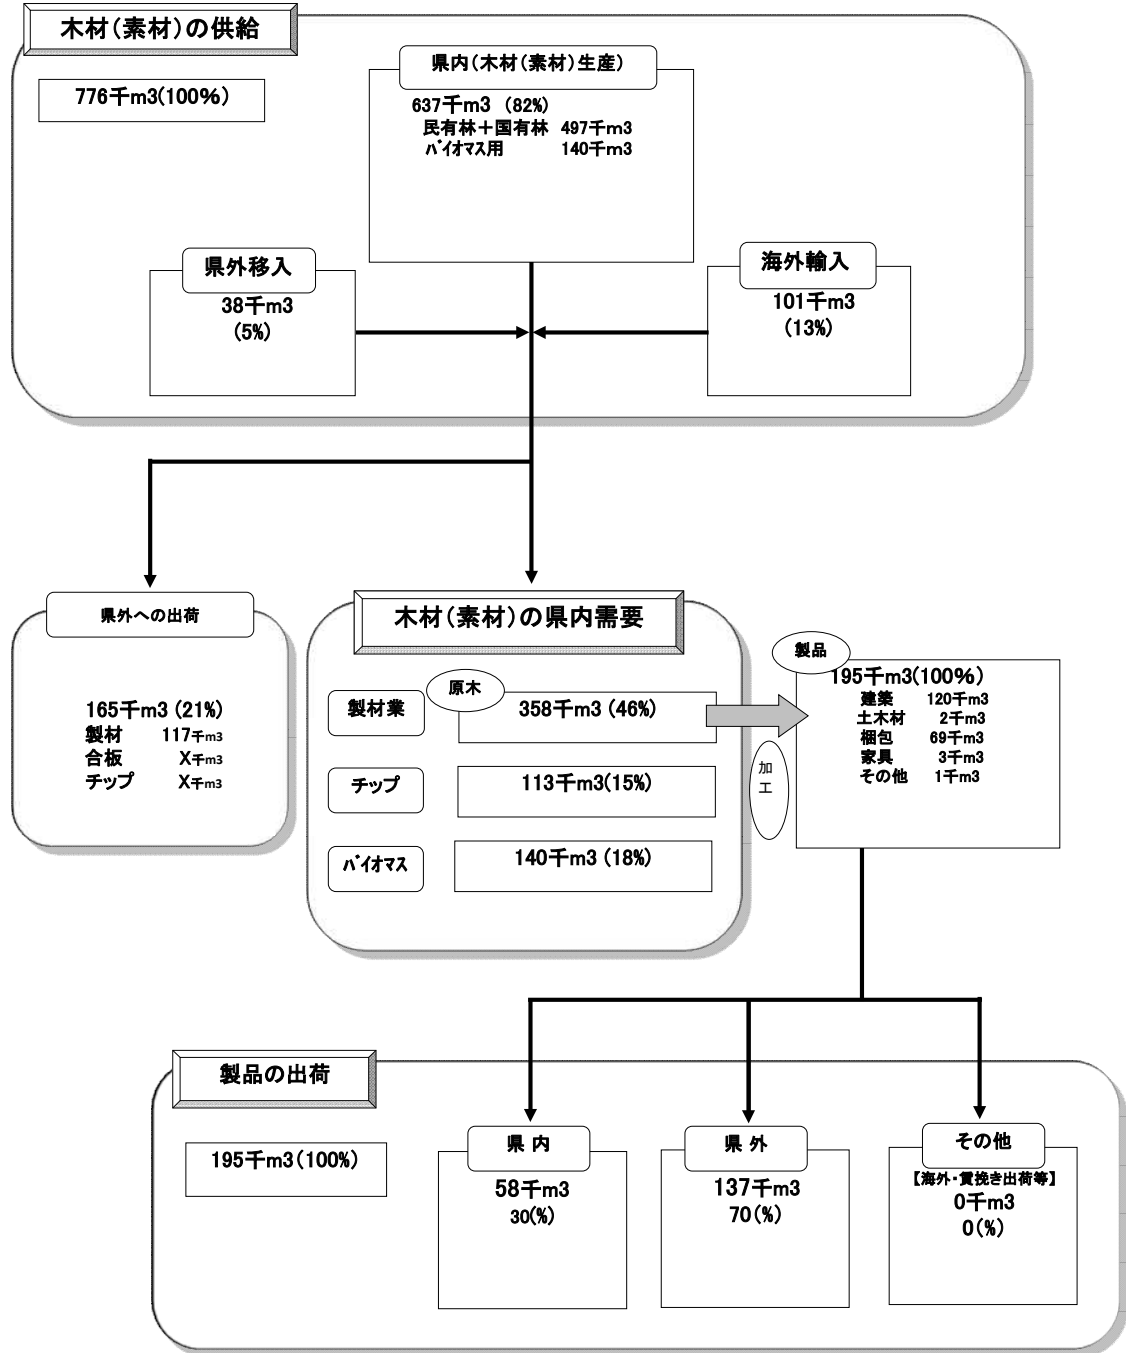 木材（素材）の供給
776千m3(100%)
県内（木材（素材）生産）
637千m3 (82%)
民有林＋国有林 497千m3
ﾊﾞｲｵﾏｽ用 140千m3
県外移入
38千m3
(5%)
海外輸入
101千m3
(13%)
県外への出荷
165千m3 (21%)
製材 117千m3
合板 X千m3
チップ X千m3
木材（素材）の県内需要
原木
製材業
358千m3 (46%)
チップ
113千m3(15%)
ﾊﾞｲｵﾏｽ
140千m3 (18%)
加
工
製品
195千m3(100%)
建築 120千m3
土木材 2千m3
梱包 69千m3
家具 3千m3
その他 1千m3
製品の出荷
195千m3（100%）
県 内
58千m3
30(%)
県 外
137千m3
70(%)
その他
【海外・賃挽き出荷等】
0千m3
0(%)